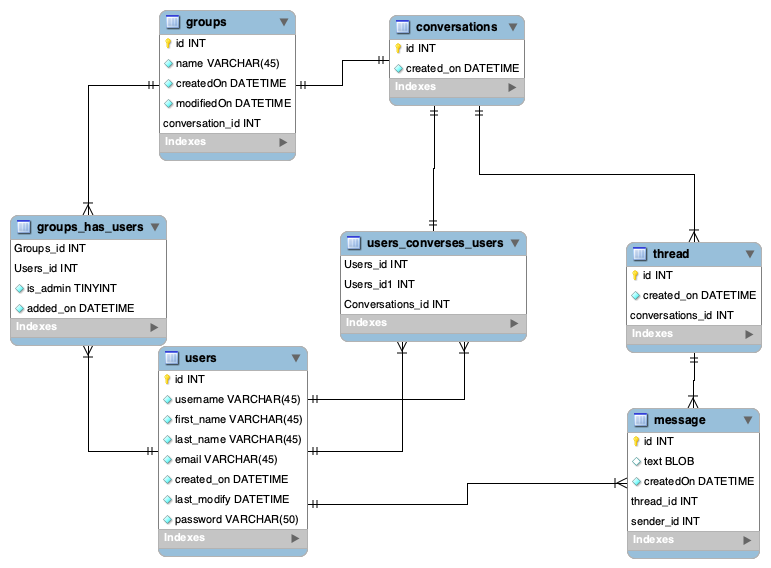 groups
id INT
name VARCHAR(45)
createdOn DATETIME
modifiedOn DATETIME
conversation_id INT
Indexes
conversations
id INT
created_on DATETIME
Indexes
groups_has_users
Groups_id INT
Users_id INT
is_admin TINYINT
added_on DATETIME
Indexes
users_converses_users
Users_id INT
Users_id1 INT
Conversations_id INT
Indexes
thread
id INT
created_on DATETIME
conversations_id INT
Indexes
users
id INT
username VARCHAR(45)
first_name VARCHAR(45)
last_name VARCHAR(45)
email VARCHAR(45)
created_on DATETIME
last_modify DATETIME
password VARCHAR(50)
Indexes
message
id INT
text BLOB
createdOn DATETIME
thread_id INT
sender_id INT
Indexes